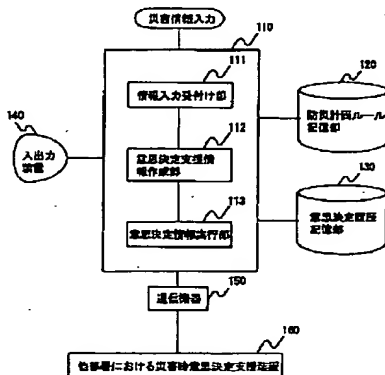 災害情報入力
110
111
情報入力受付け部
112
意思決定支援情
報作成部
113
意思決定情報実行部
120
防災計画ルール
記憶部
130
意思決定履歴
記憶部
140
入出力
装置
150
通信機器
160
他部署における災害時意思決定支援装置